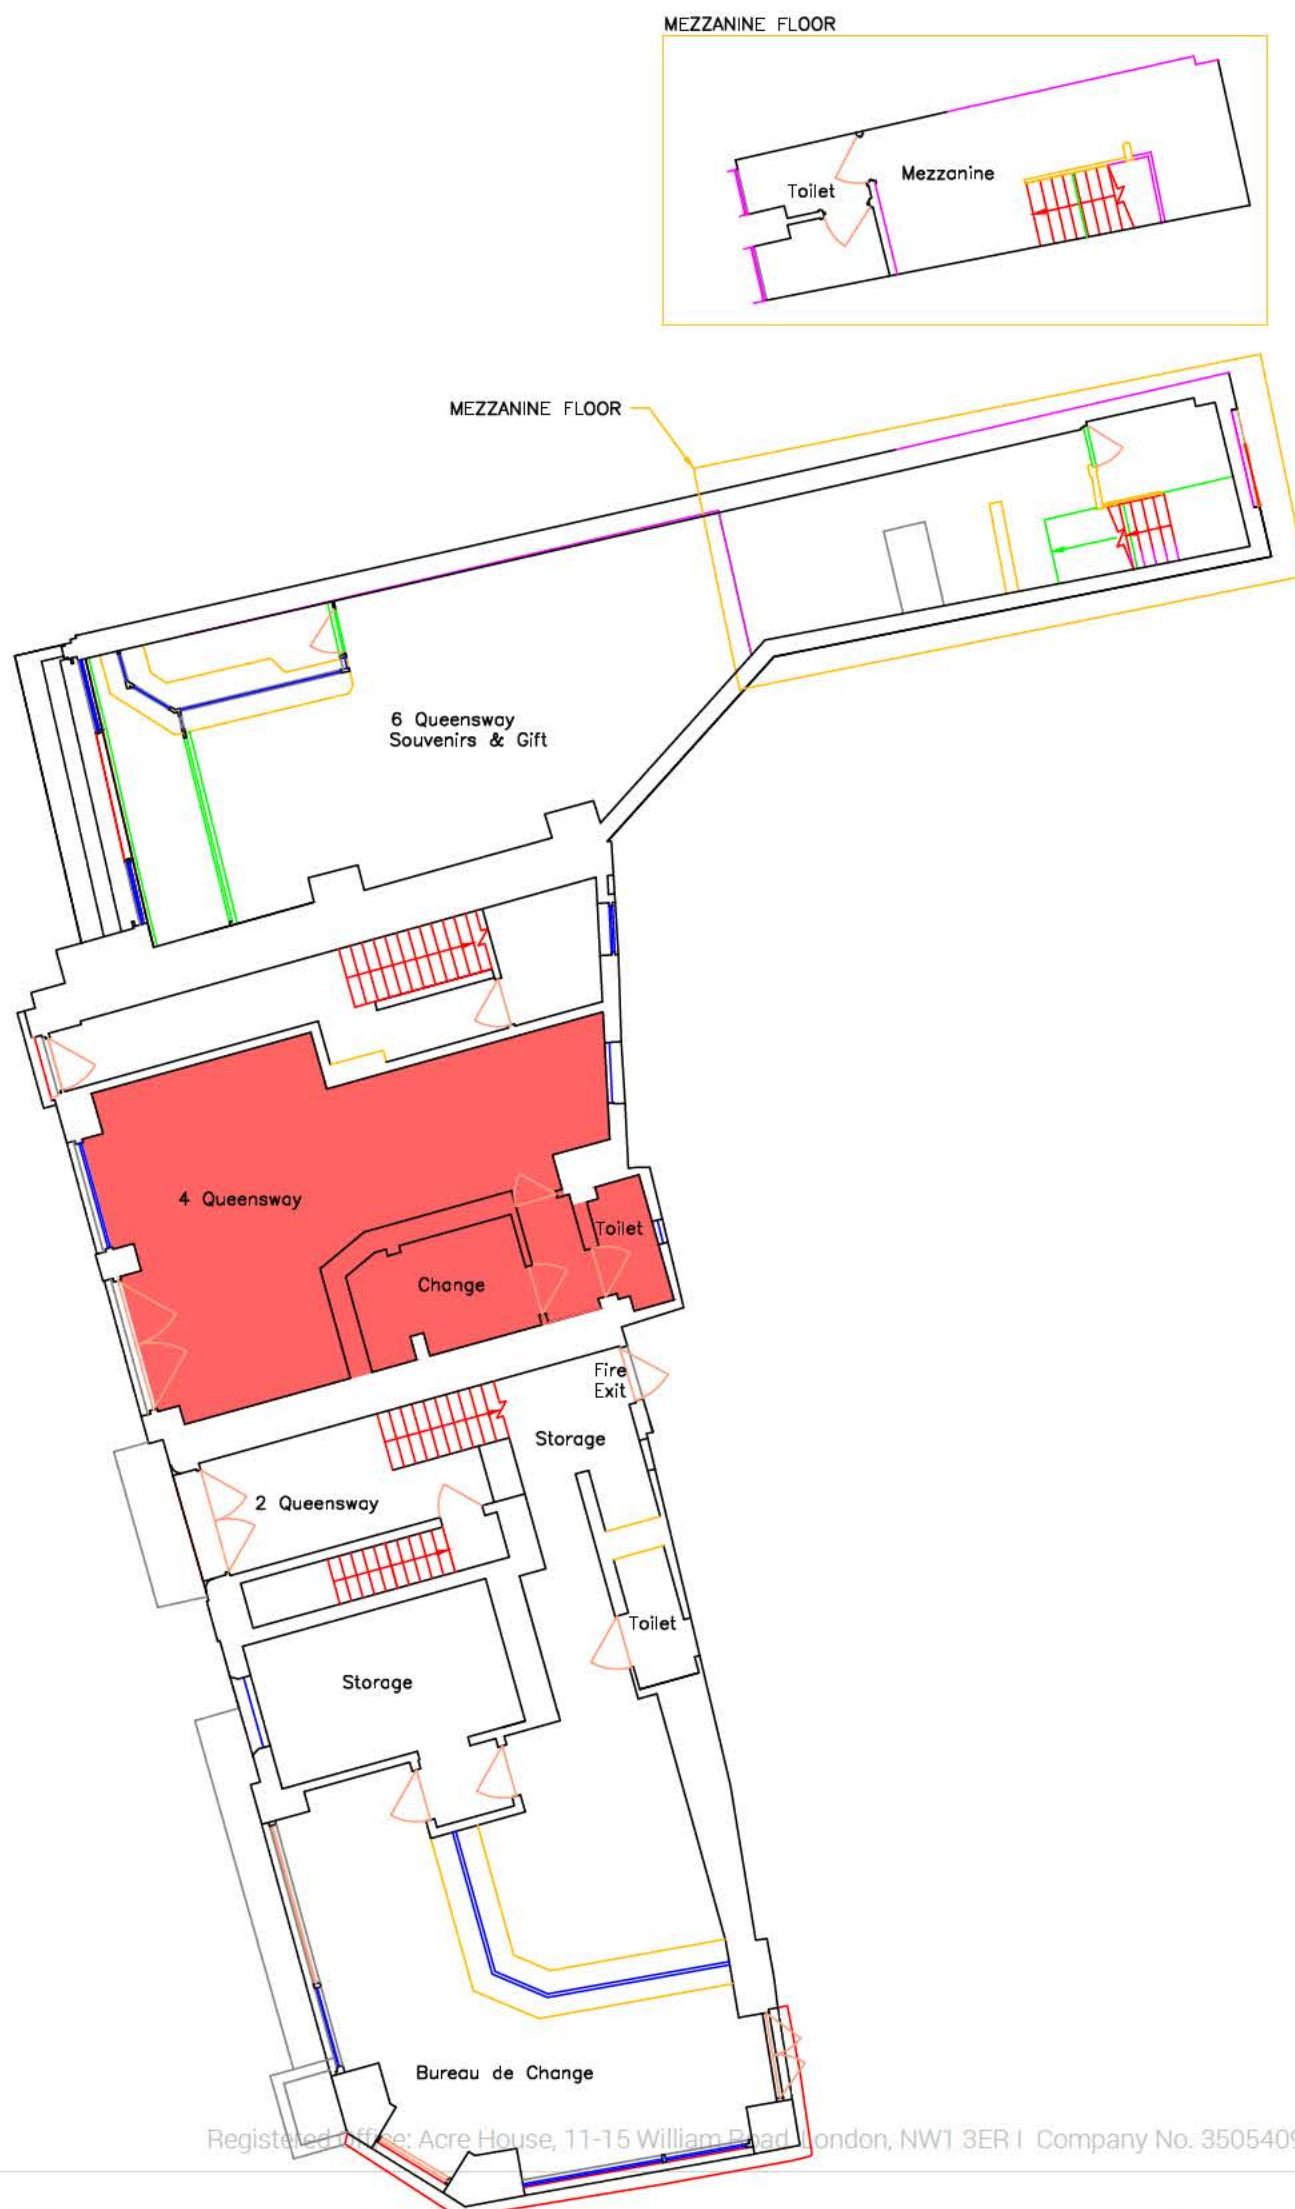 MEZZANINE FLOOR
Toilet
Mezzanine
MEZZANINE FLOOR
6 Queensway
Souvenirs & Gift
4 Queensway
Toilet
Change
Fire
Exit
Storage
2 Queensway
Toilet
Storage
Bureau de Change
Registered Office: Acre House, 11-15 William Road, London, NW1 3ER I Company No. 3505409